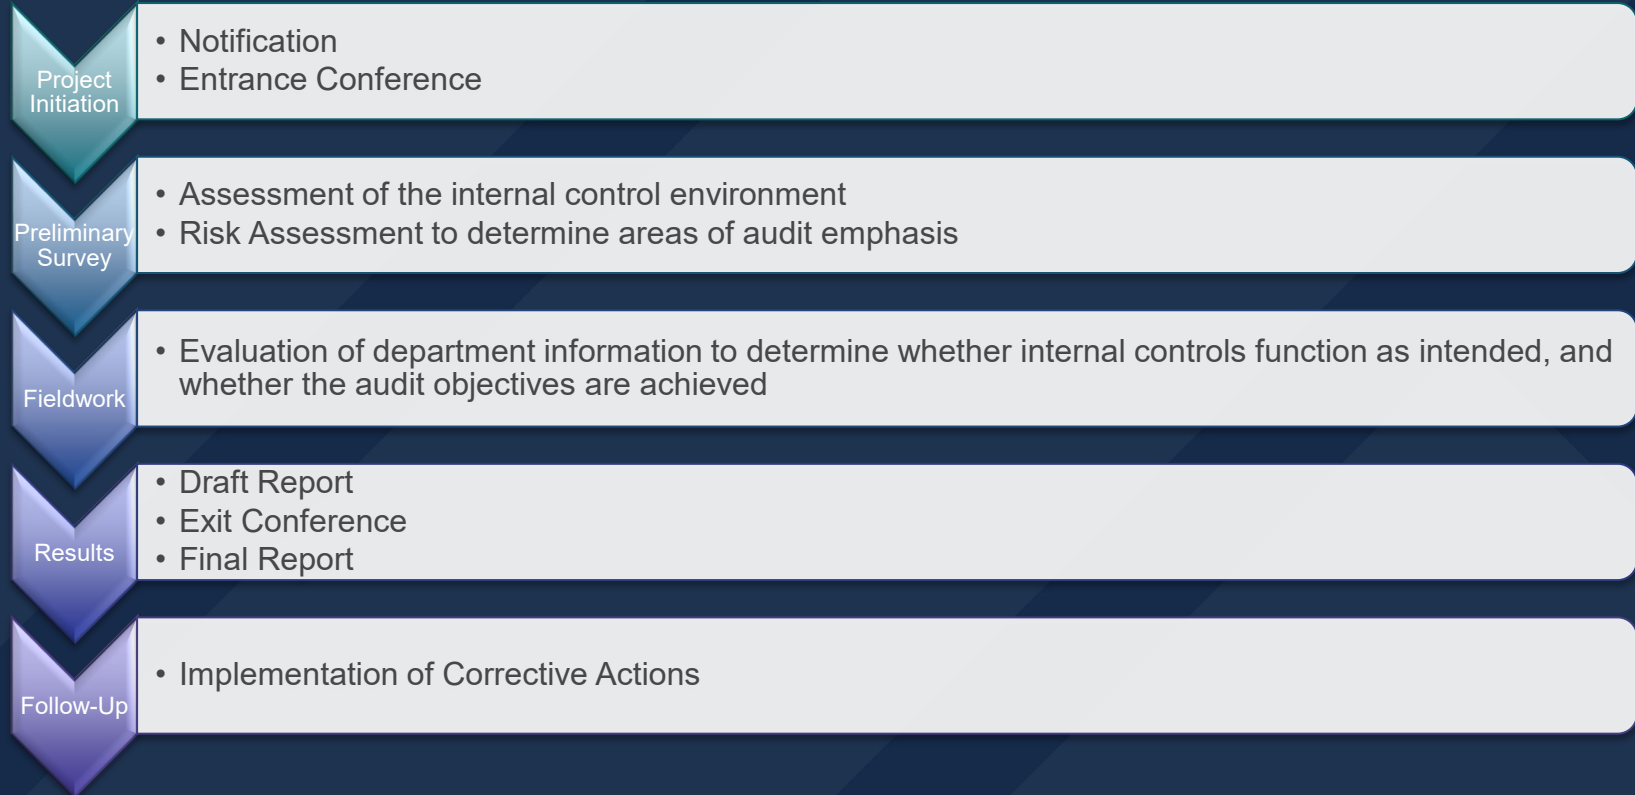 Project
Initiation
• Notification
• Entrance Conference
Preliminary
Survey
• Assessment of the internal control environment
• Risk Assessment to determine areas of audit emphasis
Fieldwork
• Evaluation of department information to determine whether internal controls function as intended, and
whether the audit objectives are achieved
Results
• Draft Report
• Exit Conference
• Final Report
Follow-Up
• Implementation of Corrective Actions